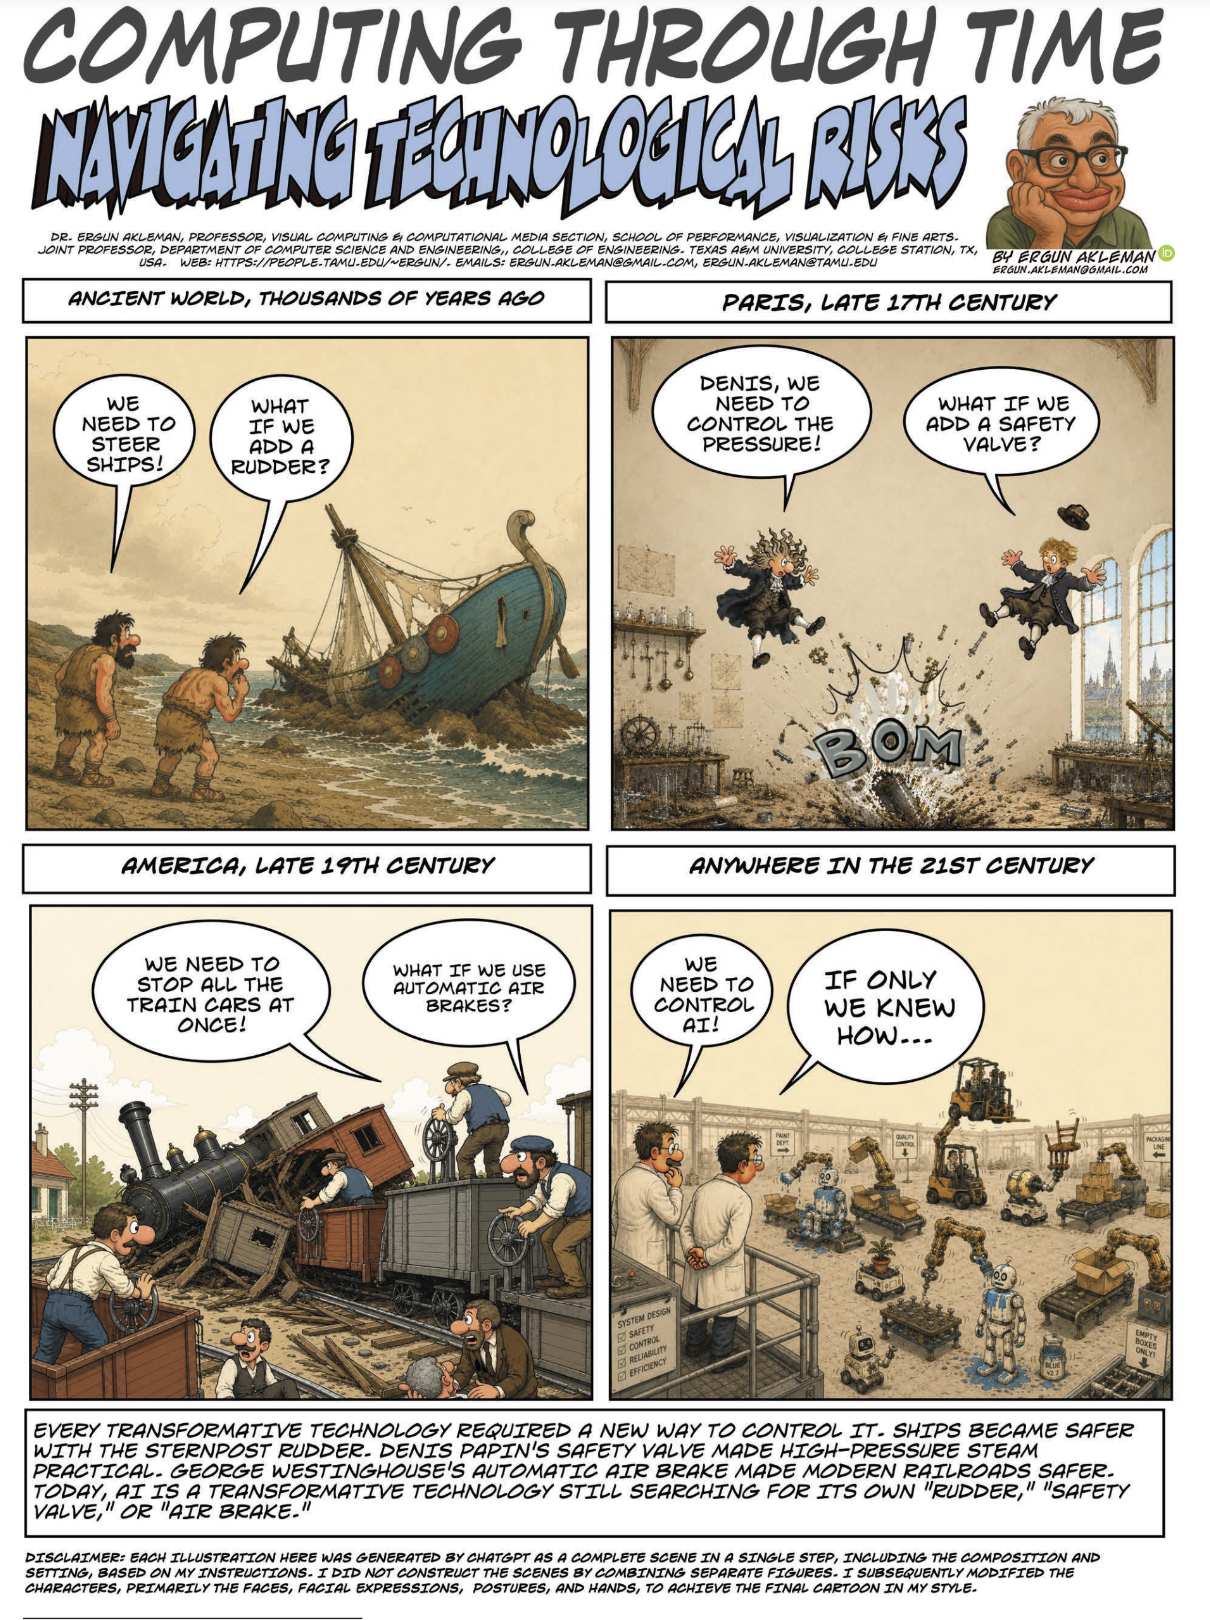 COMPUTING THROUGH TIME
NAVIGATING TECHNOLOGICAL RISKS
DR. ERGUN AKLEMAN, PROFESSOR, VISUAL COMPUTING & COMPUTATIONAL MEDIA SECTION, SCHOOL OF PERFORMANCE, VISUALIZATION & FINE ARTS.
JOINT PROFESSOR, DEPARTMENT OF COMPUTER SCIENCE AND ENGINEERING,, COLLEGE OF ENGINEERING. TEXAS A&M UNIVERSITY, COLLEGE STATION, TX,
USA. WEB: HTTPS://PEOPLE.TAMU.EDU/~ERGUN/. EMAILS: ERGUN.AKLEMAN@GMAIL.COM, ERGUN.AKLEMAN@TAMU.EDU
BY ERGUN AKLEMAN
iD
ERGUN.AKLEMAN@GMAIL.COM
ANCIENT WORLD, THOUSANDS OF YEARS AGO
WE
NEED TO
STEER
SHIPS!
WHAT
IF WE
ADD A
RUDDER?
PARIS, LATE 17TH CENTURY
DENIS, WE
NEED TO
CONTROL THE
PRESSURE!
WHAT IF WE
ADD A SAFETY
VALVE?
BOM
AMERICA, LATE 19TH CENTURY
WE NEED TO
STOP ALL THE
TRAIN CARS AT
ONCE!
WHAT IF WE USE
AUTOMATIC AIR
BRAKES?
ANYWHERE IN THE 21ST CENTURY
WE
NEED TO
CONTROL
AI!
IF ONLY
WE KNEW
HOW...
PAINT
DEPT.
QUALITY
CONTROL
PACKAGING
LINE
SYSTEM DESIGN
SAFETY
CONTROL
RELIABILITY
EFFICIENCY
BLUE
V2.7
EMPTY
BOXES
ONLY!
EVERY TRANSFORMATIVE TECHNOLOGY REQUIRED A NEW WAY TO CONTROL IT. SHIPS BECAME SAFER
WITH THE STERNPOST RUDDER. DENIS PAPIN'S SAFETY VALVE MADE HIGH-PRESSURE STEAM
PRACTICAL. GEORGE WESTINGHOUSE'S AUTOMATIC AIR BRAKE MADE MODERN RAILROADS SAFER.
TODAY, AI IS A TRANSFORMATIVE TECHNOLOGY STILL SEARCHING FOR ITS OWN "RUDDER," "SAFETY
VALVE," OR "AIR BRAKE."
DISCLAIMER: EACH ILLUSTRATION HERE WAS GENERATED BY CHATGPT AS A COMPLETE SCENE IN A SINGLE STEP, INCLUDING THE COMPOSITION AND
SETTING, BASED ON MY INSTRUCTIONS. I DID NOT CONSTRUCT THE SCENES BY COMBINING SEPARATE FIGURES. I SUBSEQUENTLY MODIFIED THE
CHARACTERS, PRIMARILY THE FACES, FACIAL EXPRESSIONS, POSTURES, AND HANDS, TO ACHIEVE THE FINAL CARTOON IN MY STYLE.